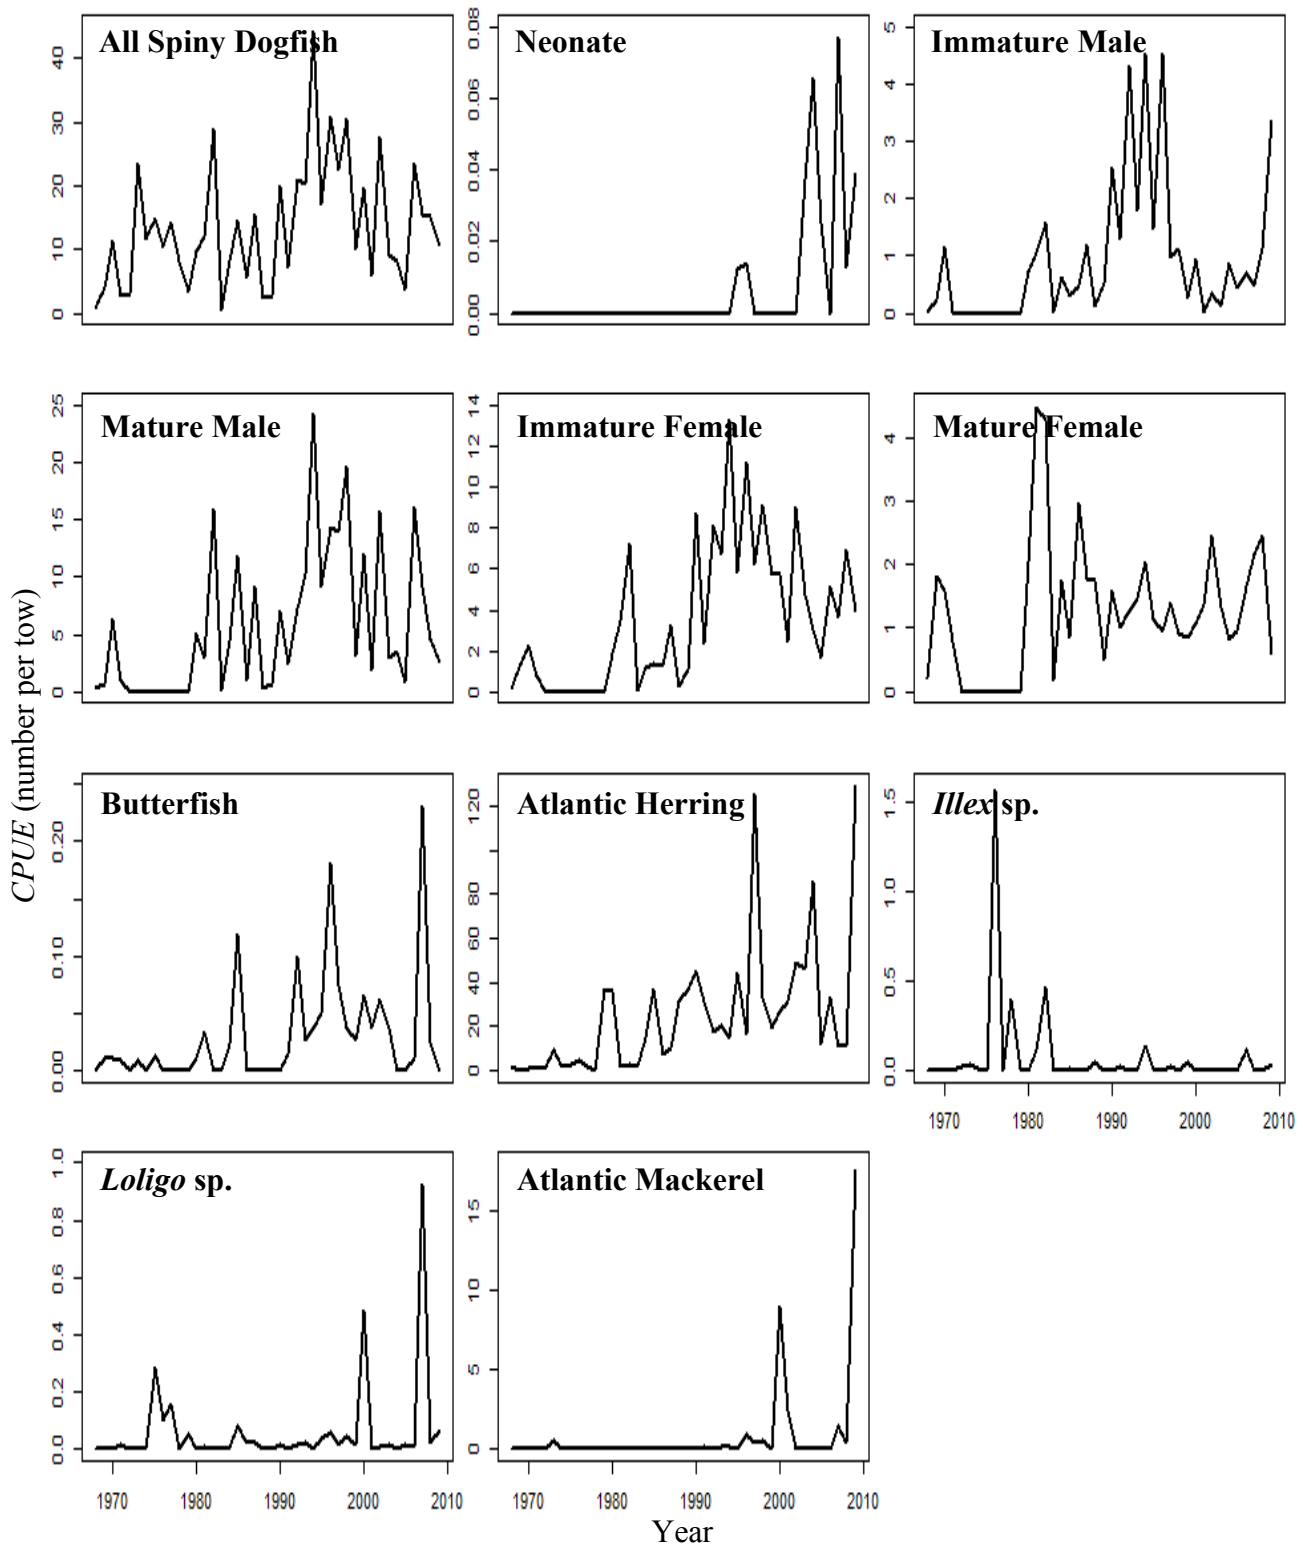 All Spiny Dogfish
0 10 20 30 40
Neonate
0.00 0.02 0.04 0.06 0.08
Immature Male
0 1 2 3 4 5
Mature Male
0 5 10 15 20 25
Immature Female
0 2 4 6 8 10 12 14
Mature Female
0 1 2 3 4
CPUE (number per tow)
Butterfish
0.00 0.10 0.20
Atlantic Herring
0 20 40 60 80 120
Illex sp.
0.0 0.5 1.0 1.5
1970 1980 1990 2000 2010
Loligo sp.
0.0 0.2 0.4 0.6 0.8 1.0
1970 1980 1990 2000 2010
Atlantic Mackerel
0 5 10 15
1970 1980 1990 2000 2010
Year